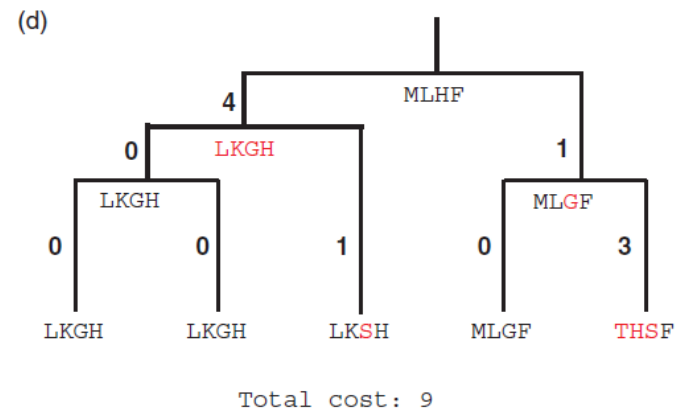 (d)
MLHF
4
0
LKGH
1
LKGH
MLGF
0
0
1
0
3
LKGH
LKGH
LKSH
MLGF
THSF
Total cost: 9